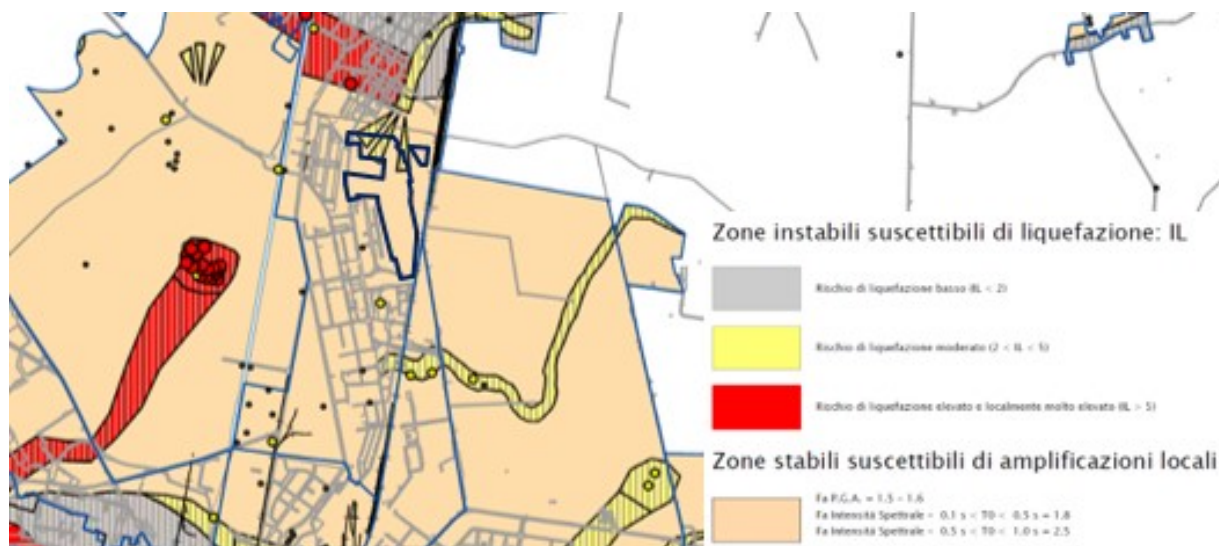 Zone instabili suscettibili di liquefazione: IL
Rischio di liquefazione basso (IL < 2)
Rischio di liquefazione moderato (2 < IL < 5)
Rischio di liquefazione elevato e localmente molto elevato (IL > 5)
Zone stabili suscettibili di amplificazioni locali
Fa P.G.A. = 1.5 - 1.6
Fa Intensità Spettrale - 0.1 s < T0 < 0.5 s = 1.8
Fa Intensità Spettrale - 0.5 s < T0 < 1.0 s = 2.5